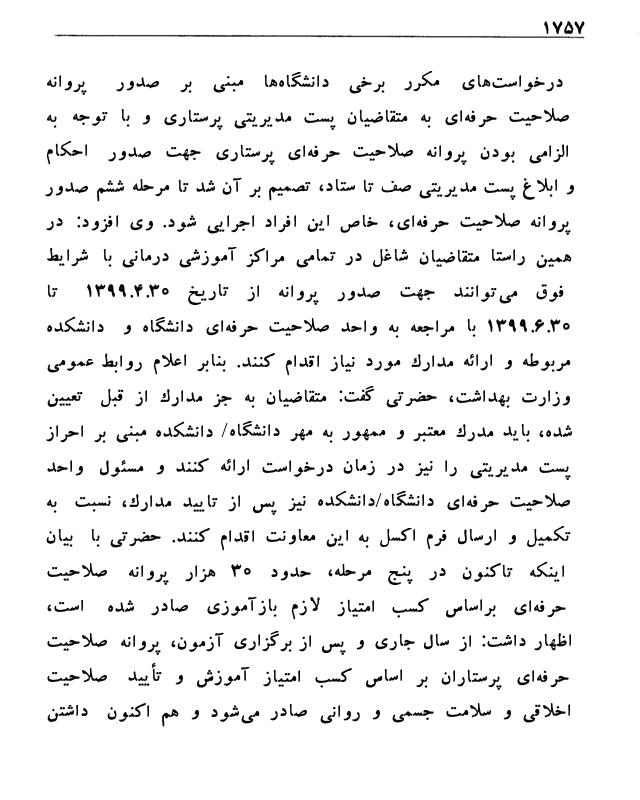 ۱۷۵۷
درخواست‌های مکرر برخی دانشگاه‌ها مبنی بر صدور پروانه
صلاحیت حرفه‌ای به متقاضیان پست مدیریتی پرستاری و با توجه به
الزامی بودن پروانه صلاحیت حرفه‌ای پرستاری جهت صدور احکام
و ابلاغ پست مدیریتی صف تا ستاد، تصمیم بر آن شد تا مرحله ششم صدور
پروانه صلاحیت حرفه‌ای، خاص این افراد اجرایی شود. وی افزود: در
همین راستا متقاضیان شاغل در تمامی مراکز آموزشی درمانی با شرایط
فوق می‌توانند جهت صدور پروانه از تاریخ ۱۳۹۹.۴.۳۰ تا
۱۳۹۹.۶.۳۰ با مراجعه به واحد صلاحیت حرفه‌ای دانشگاه و دانشکده
مربوطه و ارائه مدارك مورد نیاز اقدام کنند. بنابر اعلام روابط عمومی
وزارت بهداشت، حضرتی گفت: متقاضیان به جز مدارك از قبل تعیین
شده، باید مدرك معتبر و ممهور به مهر دانشگاه/ دانشکده مبنی بر احراز
پست مدیریتی را نیز در زمان درخواست ارائه کنند و مسئول واحد
صلاحیت حرفه‌ای دانشگاه/دانشکده نیز پس از تایید مدارك، نسبت به
تکمیل و ارسال فرم اکسل به این معاونت اقدام کنند. حضرتی با بیان
اینکه تاکنون در پنج مرحله، حدود ۳۰ هزار پروانه صلاحیت
حرفه‌ای براساس کسب امتیاز لازم بازآموزی صادر شده است،
اظهار داشت: از سال جاری و پس از برگزاری آزمون، پروانه صلاحیت
حرفه‌ای پرستاران بر اساس کسب امتیاز آموزش و تأیید صلاحیت
اخلاقی و سلامت جسمی و روانی صادر می‌شود و هم اکنون داشتن